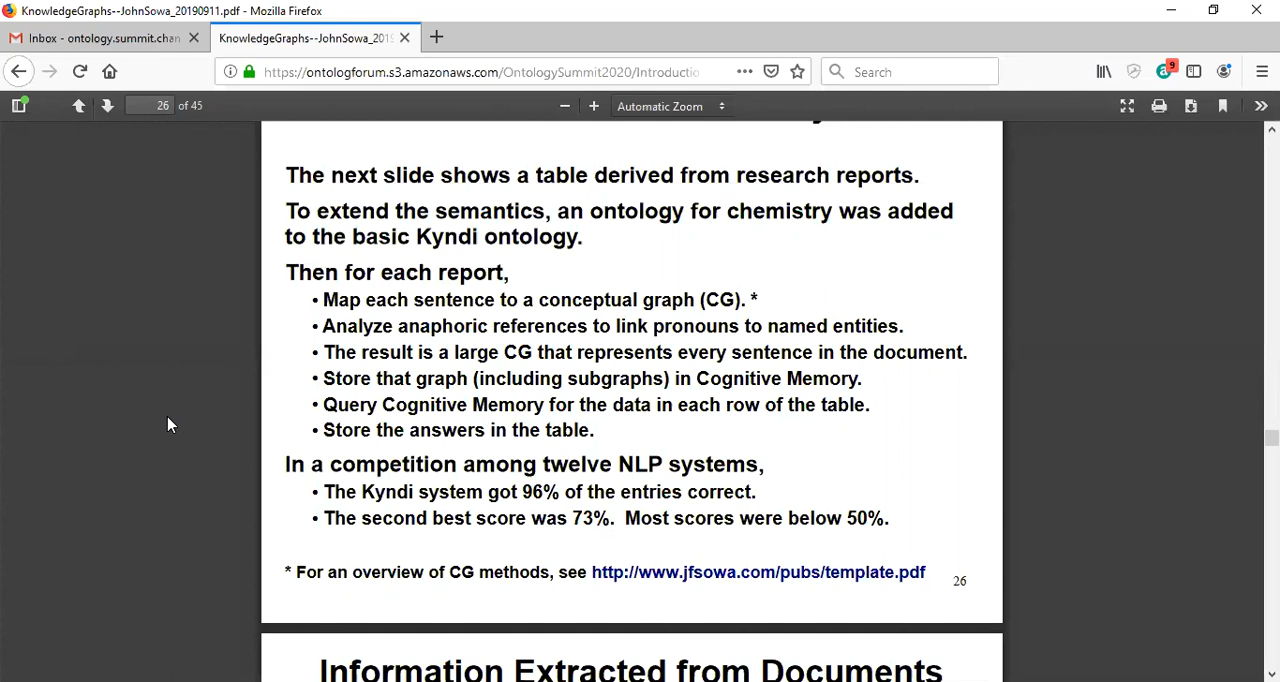 KnowledgeGraphs--JohnSowa_20190911.pdf - Mozilla Firefox
Inbox - ontology.summit.chan
KnowledgeGraphs--JohnSowa_201
https://ontologforum.s3.amazonaws.com/OntologySummit2020/Introductio
Search
9
26 of 45
Automatic Zoom
The next slide shows a table derived from research reports.
To extend the semantics, an ontology for chemistry was added
to the basic Kyndi ontology.
Then for each report,
• Map each sentence to a conceptual graph (CG). *
• Analyze anaphoric references to link pronouns to named entities.
• The result is a large CG that represents every sentence in the document.
• Store that graph (including subgraphs) in Cognitive Memory.
• Query Cognitive Memory for the data in each row of the table.
• Store the answers in the table.
In a competition among twelve NLP systems,
• The Kyndi system got 96% of the entries correct.
• The second best score was 73%.  Most scores were below 50%.
* For an overview of CG methods, see http://www.jfsowa.com/pubs/template.pdf
26
Information Extracted from Documents